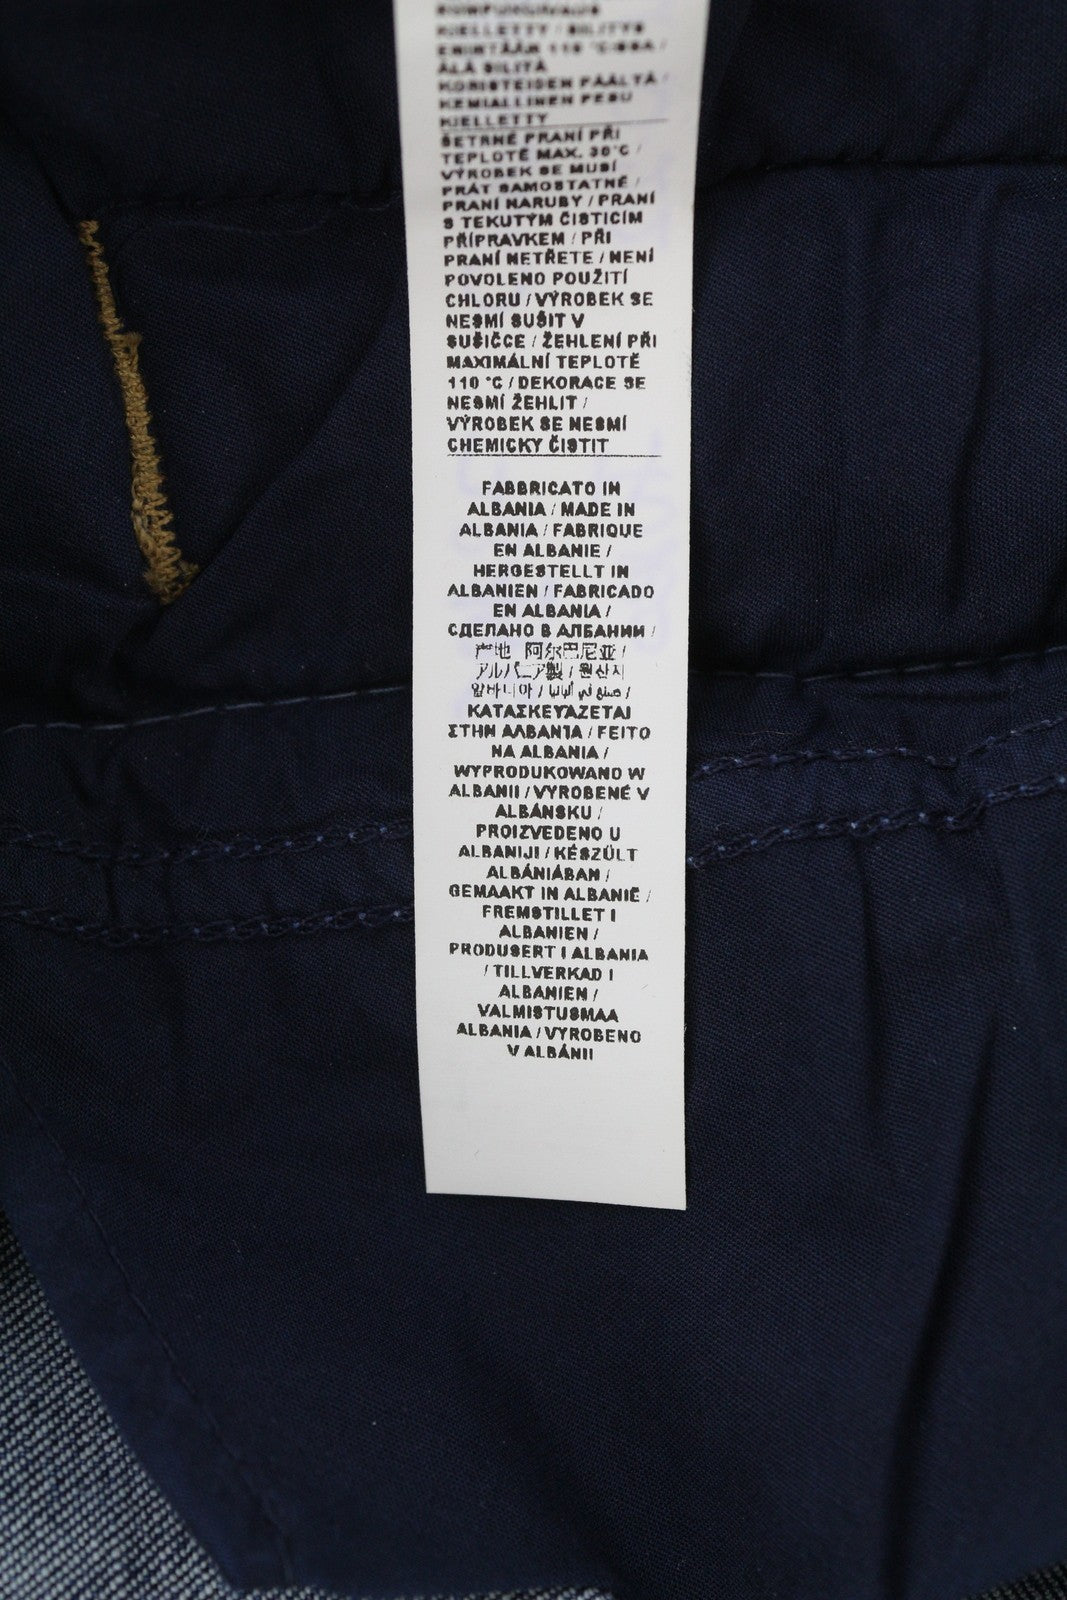 KIELLETTY / SILITYS
ENINTÄÄN 110 °C:SSA /
ÄLÄ SILITÄ
KORISTEIDEN PÄÄLTÄ /
KEMIALLINEN PESU
KIELLETTY
ŠETRNÉ PRANÍ PŘI
TEPLOTĚ MAX. 30°C /
VÝROBEK SE MUSÍ
PRÁT SAMOSTATNĚ /
PRANÍ NARUBY / PRANÍ
S TEKUTÝM ČISTICÍM
PŘÍPRAVKEM / PŘI
PRANÍ NETŘETE / NENÍ
POVOLENO POUŽITÍ
CHLORU / VÝROBEK SE
NESMÍ SUŠIT V
SUŠIČCE / ŽEHLENÍ PŘI
MAXIMÁLNÍ TEPLOTĚ
110 °C / DEKORACE SE
NESMÍ ŽEHLIT /
VÝROBEK SE NESMÍ
CHEMICKY ČISTIT
FABBRICATO IN
ALBANIA / MADE IN
ALBANIA / FABRIQUE
EN ALBANIE /
HERGESTELLT IN
ALBANIEN / FABRICADO
EN ALBANIA /
СДЕЛАНО В АЛБАНИИ /
产地 阿尔巴尼亚 /
アルバニア製 / 원산지
알바니아 / صنع في ألبانيا /
ΚΑΤΑΣΚΕΥΑΖΕΤΑΙ
ΣΤΗΝ ΑΛΒΑΝΊΑ / FEITO
NA ALBANIA /
WYPRODUKOWANO W
ALBANII / VYROBENÉ V
ALBÁNSKU /
PROIZVEDENO U
ALBANIJI / KÉSZÜLT
ALBÁNIÁBAN /
GEMAAKT IN ALBANIË /
FREMSTILLET I
ALBANIEN /
PRODUSERT I ALBANIA
/ TILLVERKAD I
ALBANIEN /
VALMISTUSMAA
ALBANIA / VYROBENO
V ALBÁNII